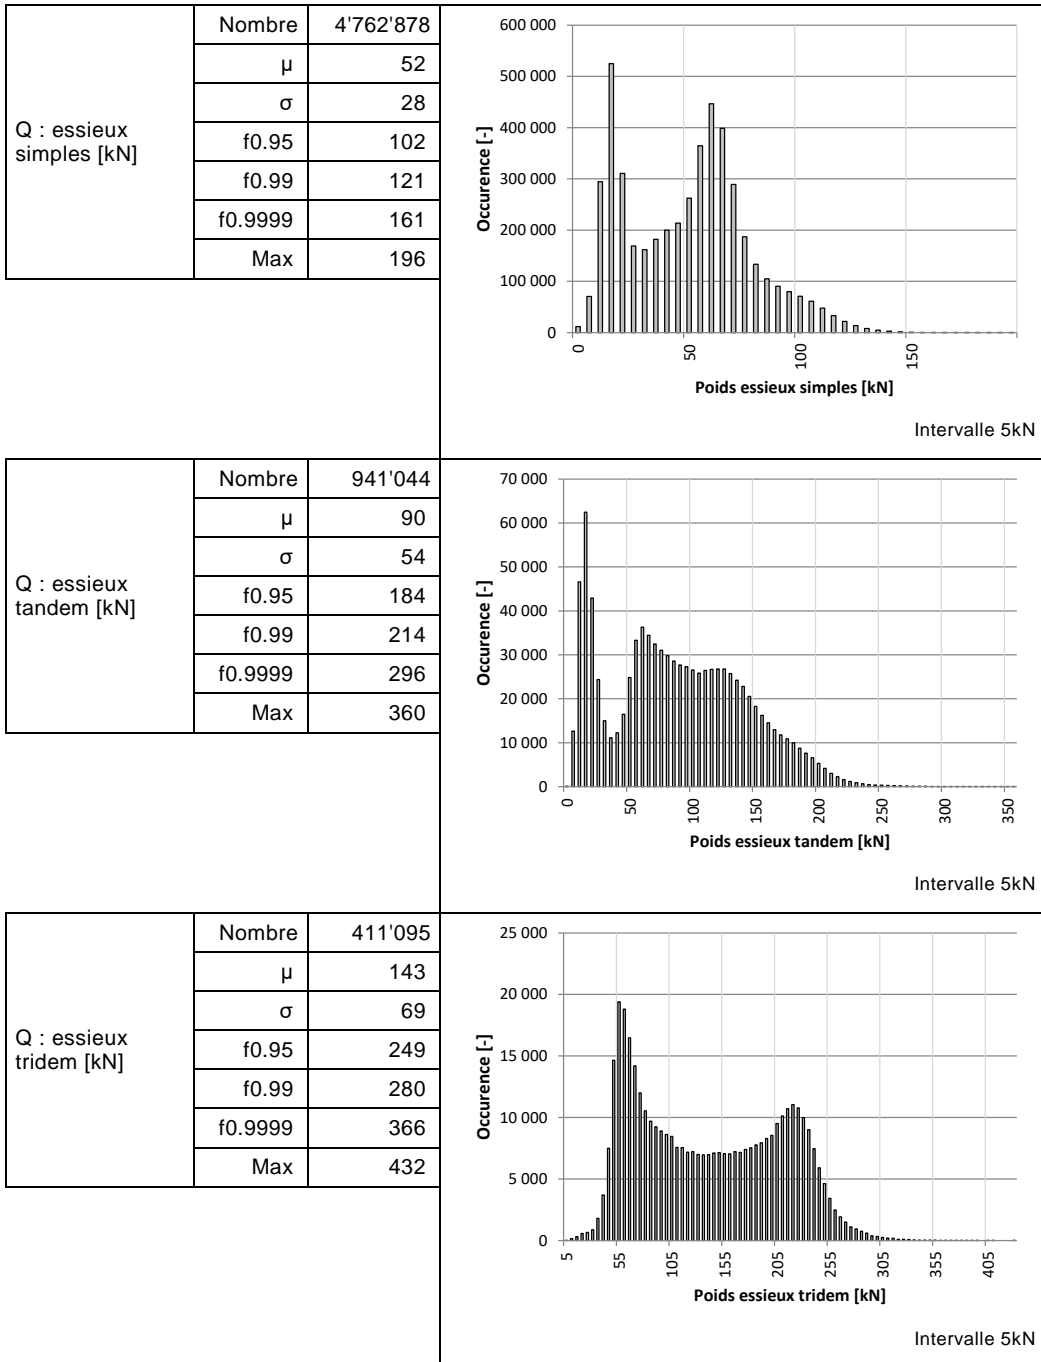 Q : essieux
simples [kN]
Nombre 4'762'878
μ 52
σ 28
f0.95 102
f0.99 121
f0.9999 161
Max 196
600 000
500 000
400 000
300 000
200 000
100 000
0
Occurence [-]
0 50 100 150
Poids essieux simples [kN]
Intervalle 5kN
Q : essieux
tandem [kN]
Nombre 941'044
μ 90
σ 54
f0.95 184
f0.99 214
f0.9999 296
Max 360
70 000
60 000
50 000
40 000
30 000
20 000
10 000
0
Occurence [-]
0 50 100 150 200 250 300 350
Poids essieux tandem [kN]
Intervalle 5kN
Q : essieux
tridem [kN]
Nombre 411'095
μ 143
σ 69
f0.95 249
f0.99 280
f0.9999 366
Max 432
25 000
20 000
15 000
10 000
5 000
0
Occurence [-]
5 55 105 155 205 255 305 355 405
Poids essieux tridem [kN]
Intervalle 5kN